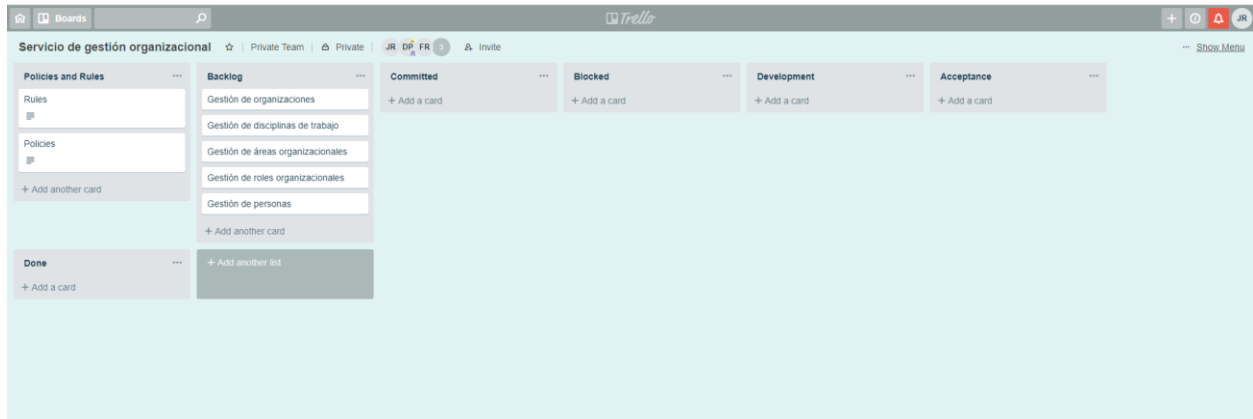 Boards
Trello
JR
Servicio de gestión organizacional
Private Team
Private
JR DP FR 3
Invite
··· Show Menu
Policies and Rules ···
Rules
Policies
+ Add another card
Backlog ···
Gestión de organizaciones
Gestión de disciplinas de trabajo
Gestión de áreas organizacionales
Gestión de roles organizacionales
Gestión de personas
+ Add another card
Committed ···
+ Add a card
Blocked ···
+ Add a card
Development ···
+ Add a card
Acceptance ···
+ Add a card
Done ···
+ Add a card
+ Add another list